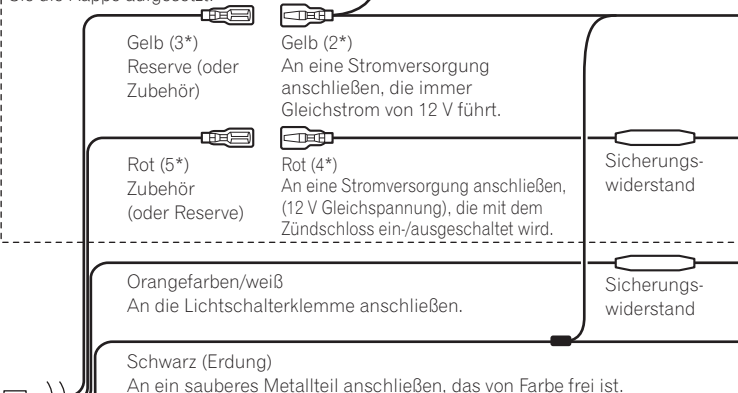 Sie die Kappe aufgesetzt.
Gelb (3*)
Reserve (oder
Zubehör)
Gelb (2*)
An eine Stromversorgung
anschließen, die immer
Gleichstrom von 12 V führt.
Rot (5*)
Zubehör
(oder Reserve)
Rot (4*)
An eine Stromversorgung anschließen,
(12 V Gleichspannung), die mit dem
Zündschloss ein-/ausgeschaltet wird.
Sicherungs-
widerstand
Orangefarben/weiß
An die Lichtschalterklemme anschließen.
Sicherungs-
widerstand
Schwarz (Erdung)
An ein sauberes Metallteil anschließen, das von Farbe frei ist.